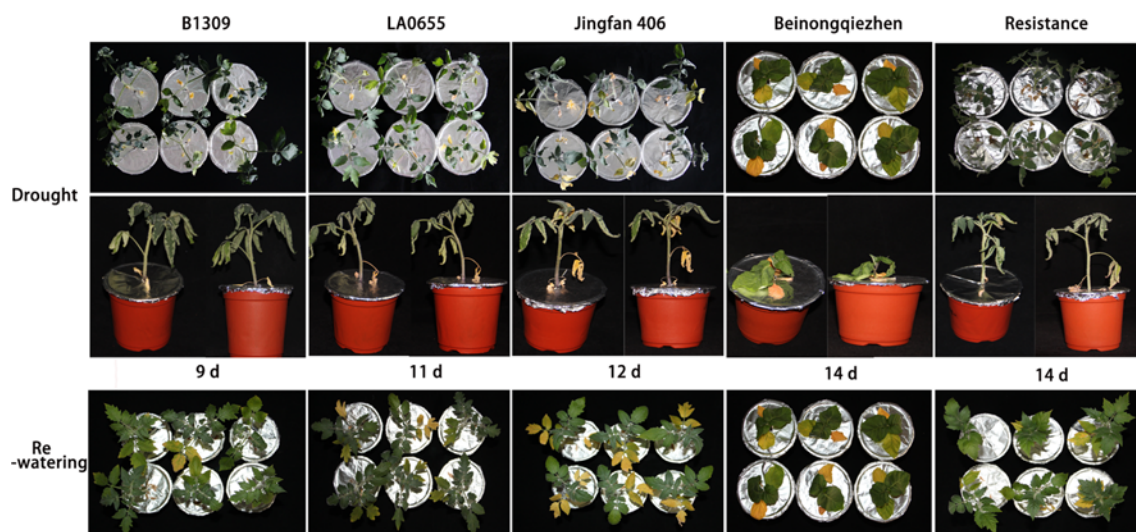 B1309 LA0655 Jingfan 406 Beinongqiezhen Resistance
Drought
9 d 11 d 12 d 14 d 14 d
Re
-watering